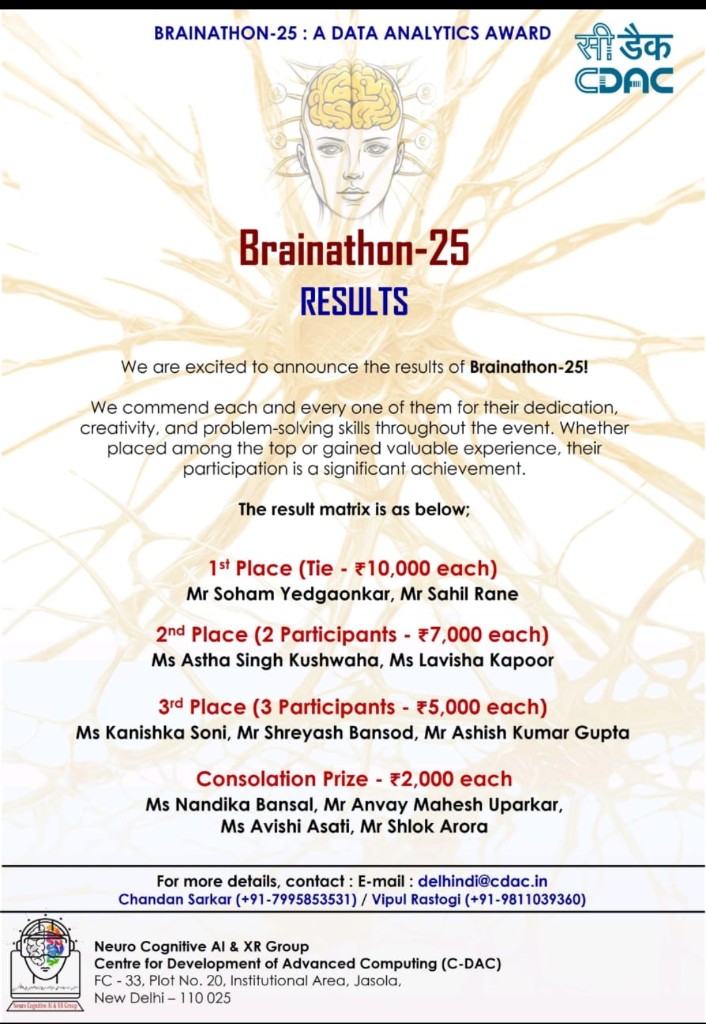 BRAINATHON-25 : A DATA ANALYTICS AWARD
सी डैक
CDAC
Brainathon-25
RESULTS
We are excited to announce the results of Brainathon-25!
We commend each and every one of them for their dedication,
creativity, and problem-solving skills throughout the event. Whether
placed among the top or gained valuable experience, their
participation is a significant achievement.
The result matrix is as below;
1st Place (Tie - ₹10,000 each)
Mr Soham Yedgaonkar, Mr Sahil Rane
2nd Place (2 Participants - ₹7,000 each)
Ms Astha Singh Kushwaha, Ms Lavisha Kapoor
3rd Place (3 Participants - ₹5,000 each)
Ms Kanishka Soni, Mr Shreyash Bansod, Mr Ashish Kumar Gupta
Consolation Prize - ₹2,000 each
Ms Nandika Bansal, Mr Anvay Mahesh Uparkar,
Ms Avishi Asati, Mr Shlok Arora
For more details, contact : E-mail : delhindi@cdac.in
Chandan Sarkar (+91-7995853531) / Vipul Rastogi (+91-9811039360)
Neuro Cognitive AI & XR Group
Neuro Cognitive AI & XR Group
Centre for Development of Advanced Computing (C-DAC)
FC - 33, Plot No. 20, Institutional Area, Jasola,
New Delhi – 110 025